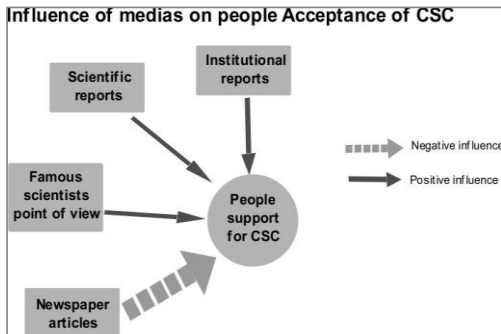 Influence of medias on people Acceptance of CSC
Institutional
reports
Scientific
reports
Negative influence
Positive influence
Famous
scientists
point of view
People
support
for CSC
Newspaper
articles